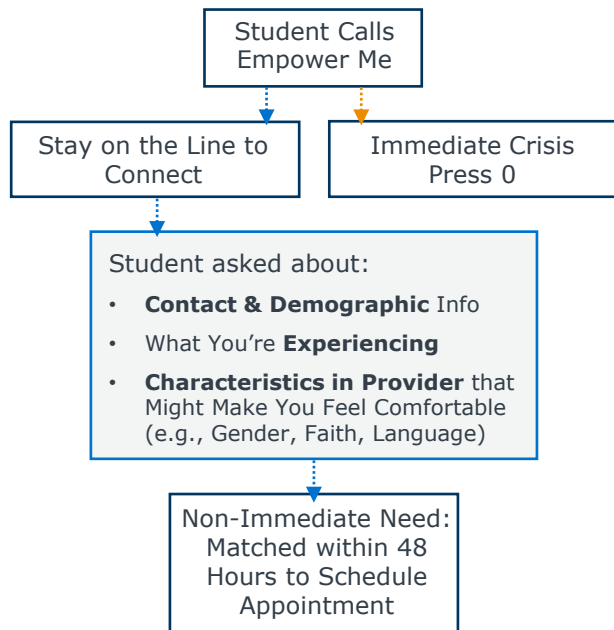 Student Calls
Empower Me
Stay on the Line to
Connect
Immediate Crisis
Press 0
Student asked about:
• Contact & Demographic Info
• What You're Experiencing
• Characteristics in Provider that
Might Make You Feel Comfortable
(e.g., Gender, Faith, Language)
Non-Immediate Need:
Matched within 48
Hours to Schedule
Appointment